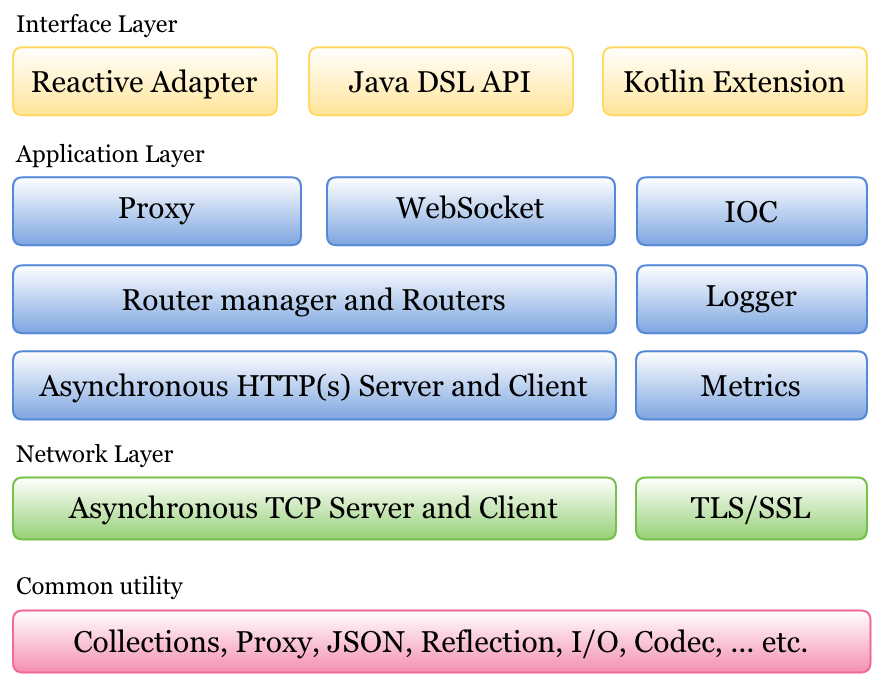 Interface Layer
Reactive Adapter
Java DSL API
Kotlin Extension
Application Layer
Proxy
WebSocket
IOC
Router manager and Routers
Logger
Asynchronous HTTP(s) Server and Client
Metrics
Network Layer
Asynchronous TCP Server and Client
TLS/SSL
Common utility
Collections, Proxy, JSON, Reflection, I/O, Codec, ... etc.